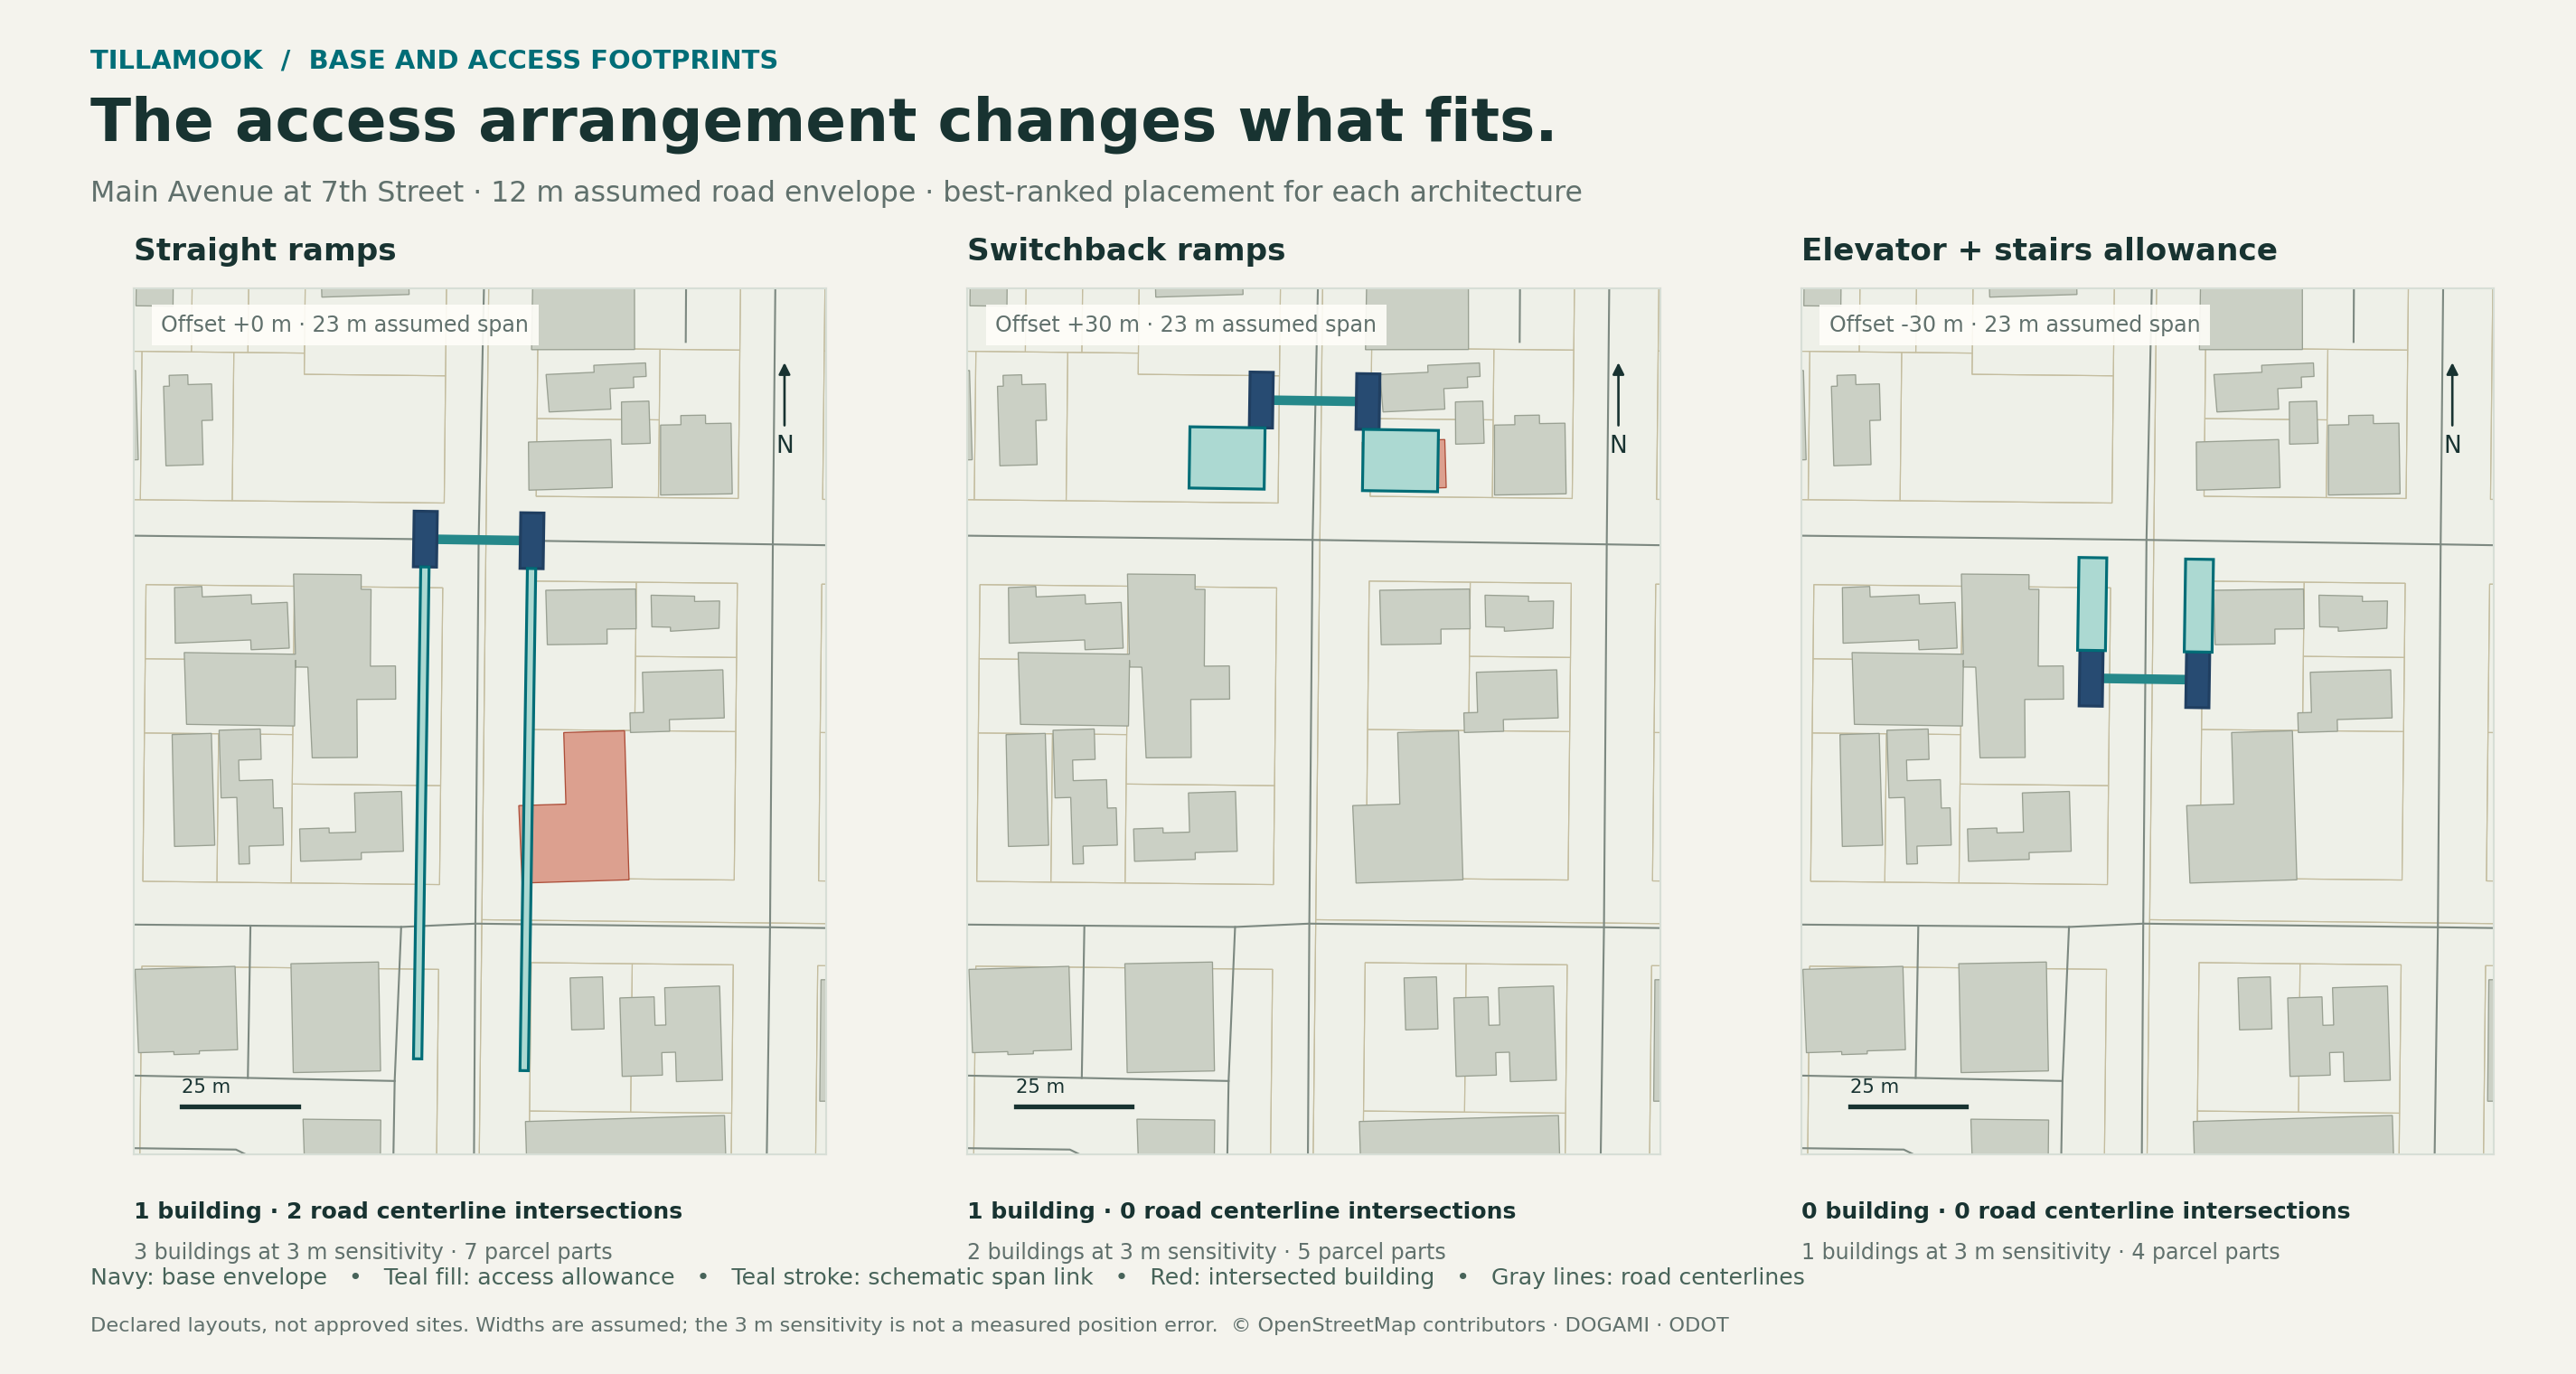 TILLAMOOK / BASE AND ACCESS FOOTPRINTS
The access arrangement changes what fits.
Main Avenue at 7th Street · 12 m assumed road envelope · best-ranked placement for each architecture
Straight ramps
Offset +0 m · 23 m assumed span
N
25 m
1 building · 2 road centerline intersections
3 buildings at 3 m sensitivity · 7 parcel parts
Switchback ramps
Offset +30 m · 23 m assumed span
N
25 m
1 building · 0 road centerline intersections
2 buildings at 3 m sensitivity · 5 parcel parts
Elevator + stairs allowance
Offset -30 m · 23 m assumed span
N
25 m
0 building · 0 road centerline intersections
1 buildings at 3 m sensitivity · 4 parcel parts
Navy: base envelope • Teal fill: access allowance • Teal stroke: schematic span link • Red: intersected building • Gray lines: road centerlines
Declared layouts, not approved sites. Widths are assumed; the 3 m sensitivity is not a measured position error. © OpenStreetMap contributors · DOGAMI · ODOT